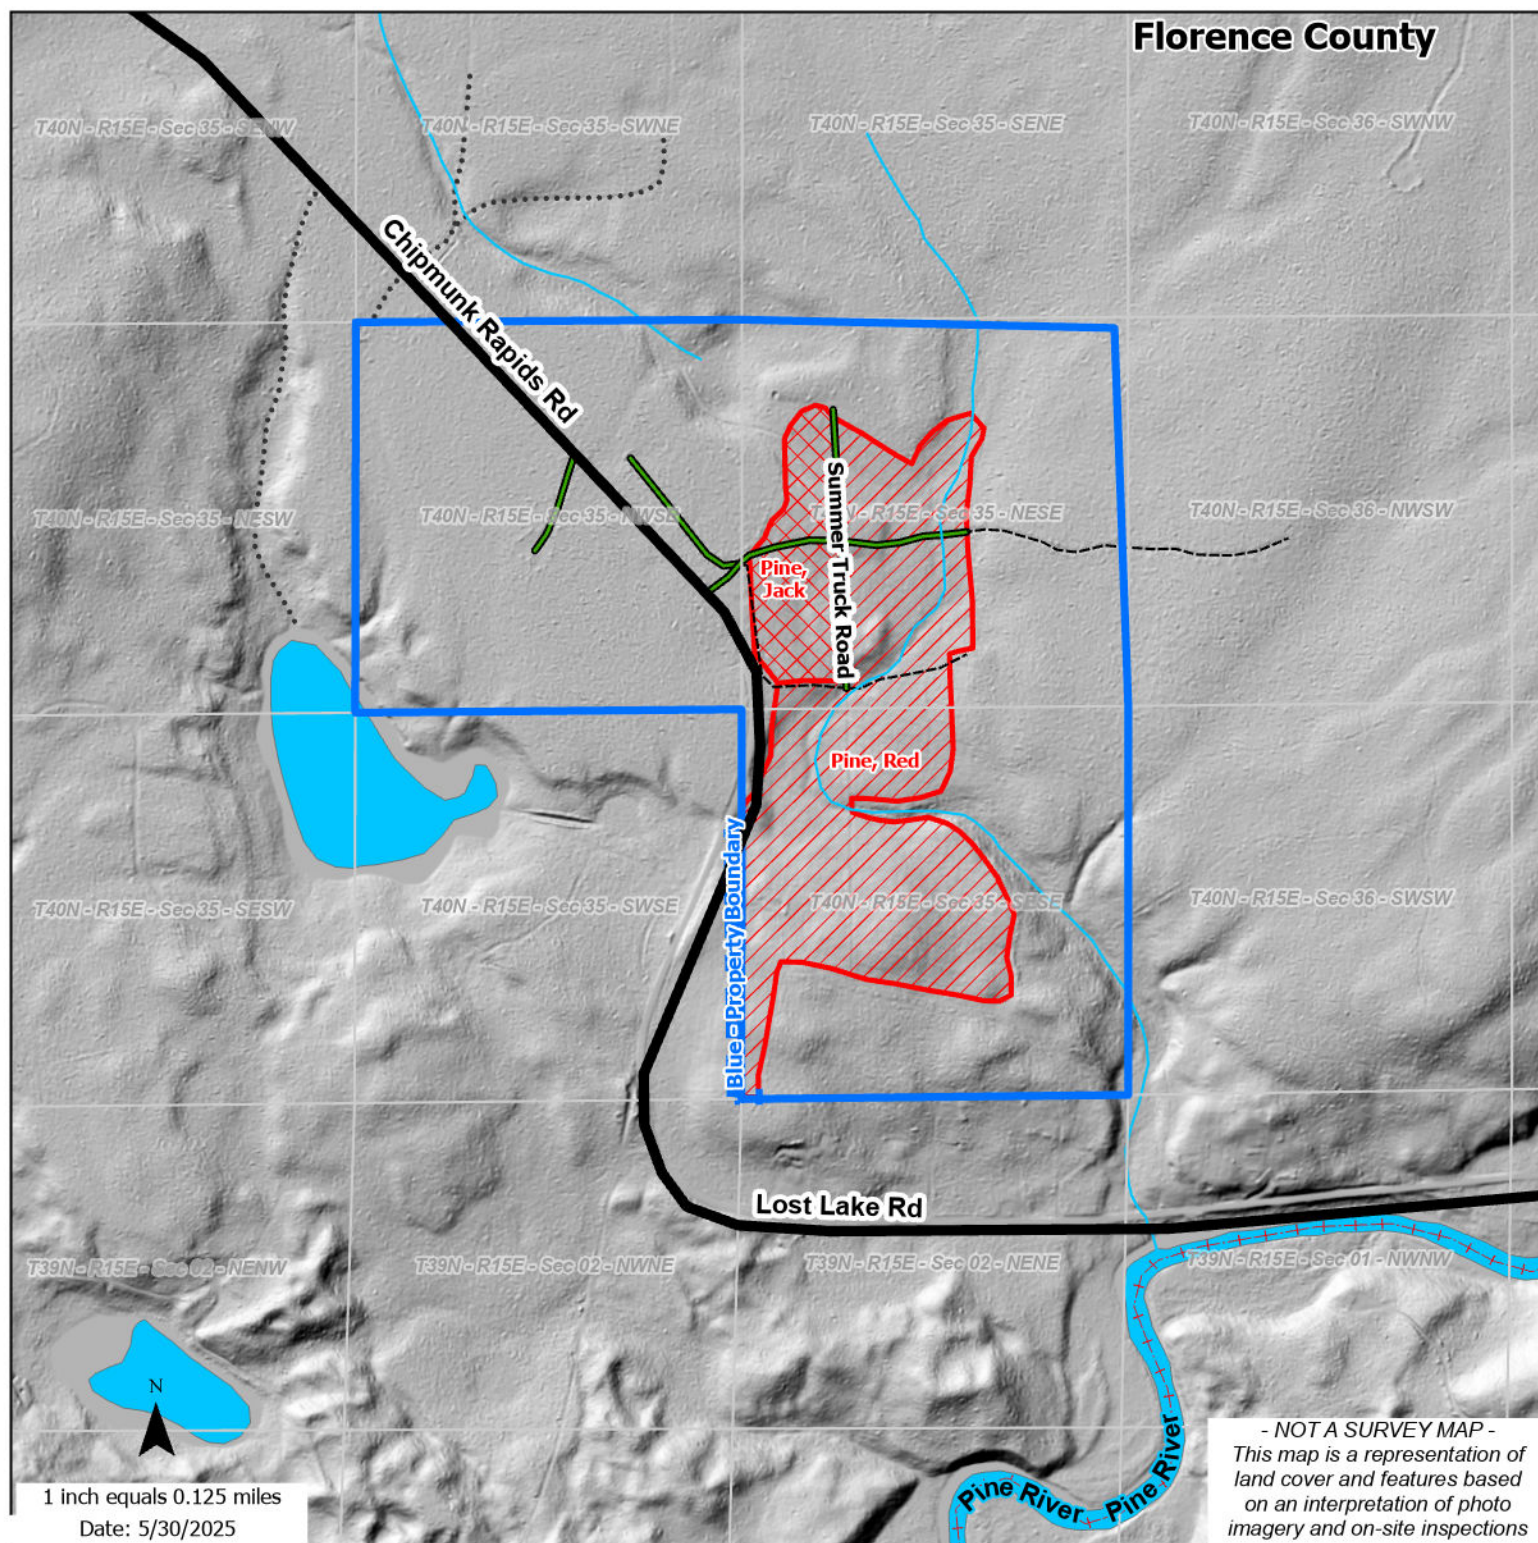 Florence County
T40N - R15E - Sec 35 - SENW
T40N - R15E - Sec 35 - SWNE
T40N - R15E - Sec 35 - SENE
T40N - R15E - Sec 36 - SWNW
Chipmunk Rapids Rd
T40N - R15E - Sec 35 - NESW
T40N - R15E - Sec 35 - NWSE
T40N - R15E - Sec 35 - NESE
T40N - R15E - Sec 36 - NWSW
Summer Truck Road
Pine,
Jack
Pine, Red
Blue - Property Boundary
T40N - R15E - Sec 35 - SESW
T40N - R15E - Sec 35 - SWSE
T40N - R15E - Sec 35 - SESE
T40N - R15E - Sec 36 - SWSW
Lost Lake Rd
T39N - R15E - Sec 02 - NENW
T39N - R15E - Sec 02 - NWNE
T39N - R15E - Sec 02 - NENE
T39N - R15E - Sec 01 - NWNW
N
Pine River
Pine River
1 inch equals 0.125 miles
Date: 5/30/2025
- NOT A SURVEY MAP -
This map is a representation of
land cover and features based
on an interpretation of photo
imagery and on-site inspections